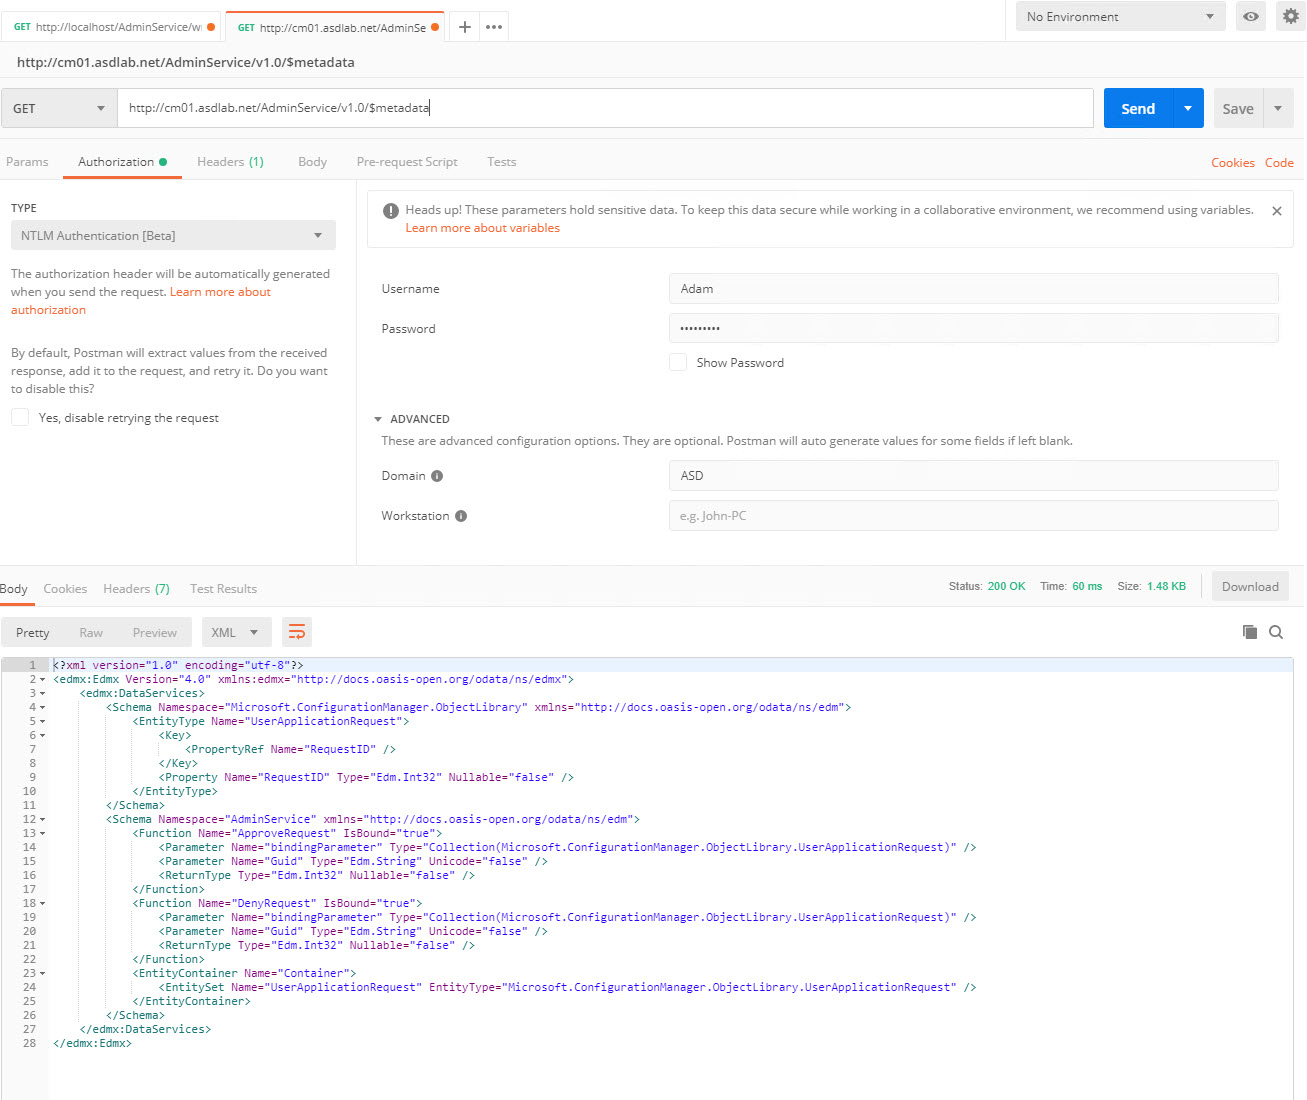 GET http://localhost/AdminService/w
GET http://cm01.asdlab.net/AdminSe
No Environment
http://cm01.asdlab.net/AdminService/v1.0/$metadata
GET
http://cm01.asdlab.net/AdminService/v1.0/$metadata
Send
Save
Params
Authorization
Headers (1)
Body
Pre-request Script
Tests
Cookies
Code
TYPE
NTLM Authentication [Beta]
The authorization header will be automatically generated
when you send the request. Learn more about
authorization
By default, Postman will extract values from the received
response, add it to the request, and retry it. Do you want
to disable this?
Yes, disable retrying the request
Heads up! These parameters hold sensitive data. To keep this data secure while working in a collaborative environment, we recommend using variables.
Learn more about variables
Username
Adam
Password
•••••••••
Show Password
ADVANCED
These are advanced configuration options. They are optional. Postman will auto generate values for some fields if left blank.
Domain
ASD
Workstation
e.g. John-PC
Body
Cookies
Headers (7)
Test Results
Status: 200 OK
Time: 60 ms
Size: 1.48 KB
Download
Pretty
Raw
Preview
XML
1 <?xml version="1.0" encoding="utf-8"?>
2 <edmx:Edmx Version="4.0" xmlns:edmx="http://docs.oasis-open.org/odata/ns/edmx">
3 <edmx:DataServices>
4 <Schema Namespace="Microsoft.ConfigurationManager.ObjectLibrary" xmlns="http://docs.oasis-open.org/odata/ns/edm">
5 <EntityType Name="UserApplicationRequest">
6 <Key>
7 <PropertyRef Name="RequestID" />
8 </Key>
9 <Property Name="RequestID" Type="Edm.Int32" Nullable="false" />
10 </EntityType>
11 </Schema>
12 <Schema Namespace="AdminService" xmlns="http://docs.oasis-open.org/odata/ns/edm">
13 <Function Name="ApproveRequest" IsBound="true">
14 <Parameter Name="bindingParameter" Type="Collection(Microsoft.ConfigurationManager.ObjectLibrary.UserApplicationRequest)" />
15 <Parameter Name="Guid" Type="Edm.String" Unicode="false" />
16 <ReturnType Type="Edm.Int32" Nullable="false" />
17 </Function>
18 <Function Name="DenyRequest" IsBound="true">
19 <Parameter Name="bindingParameter" Type="Collection(Microsoft.ConfigurationManager.ObjectLibrary.UserApplicationRequest)" />
20 <Parameter Name="Guid" Type="Edm.String" Unicode="false" />
21 <ReturnType Type="Edm.Int32" Nullable="false" />
22 </Function>
23 <EntityContainer Name="Container">
24 <EntitySet Name="UserApplicationRequest" EntityType="Microsoft.ConfigurationManager.ObjectLibrary.UserApplicationRequest" />
25 </EntityContainer>
26 </Schema>
27 </edmx:DataServices>
28 </edmx:Edmx>